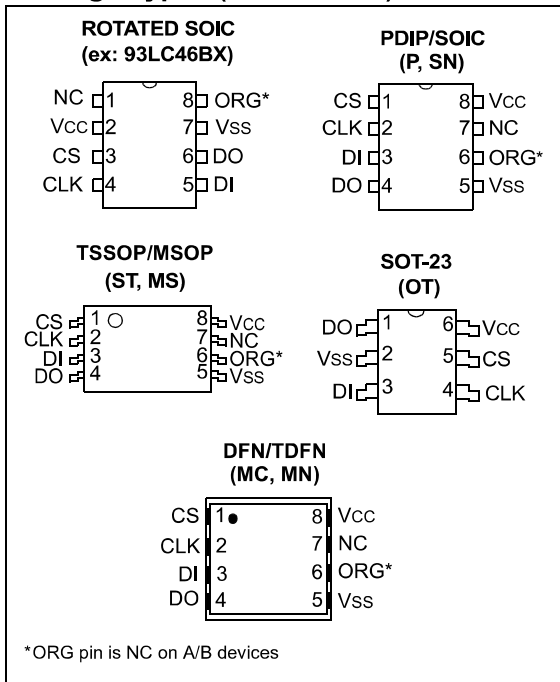 ROTATED SOIC
(ex: 93LC46BX)
NC 1 8 ORG*
Vcc 2 7 Vss
CS 3 6 DO
CLK 4 5 DI
PDIP/SOIC
(P, SN)
CS 1 8 Vcc
CLK 2 7 NC
DI 3 6 ORG*
DO 4 5 Vss
TSSOP/MSOP
(ST, MS)
CS 1 8 Vcc
CLK 2 7 NC
DI 3 6 ORG*
DO 4 5 Vss
SOT-23
(OT)
DO 1 6 Vcc
Vss 2 5 CS
DI 3 4 CLK
DFN/TDFN
(MC, MN)
CS 1 8 Vcc
CLK 2 7 NC
DI 3 6 ORG*
DO 4 5 Vss
*ORG pin is NC on A/B devices